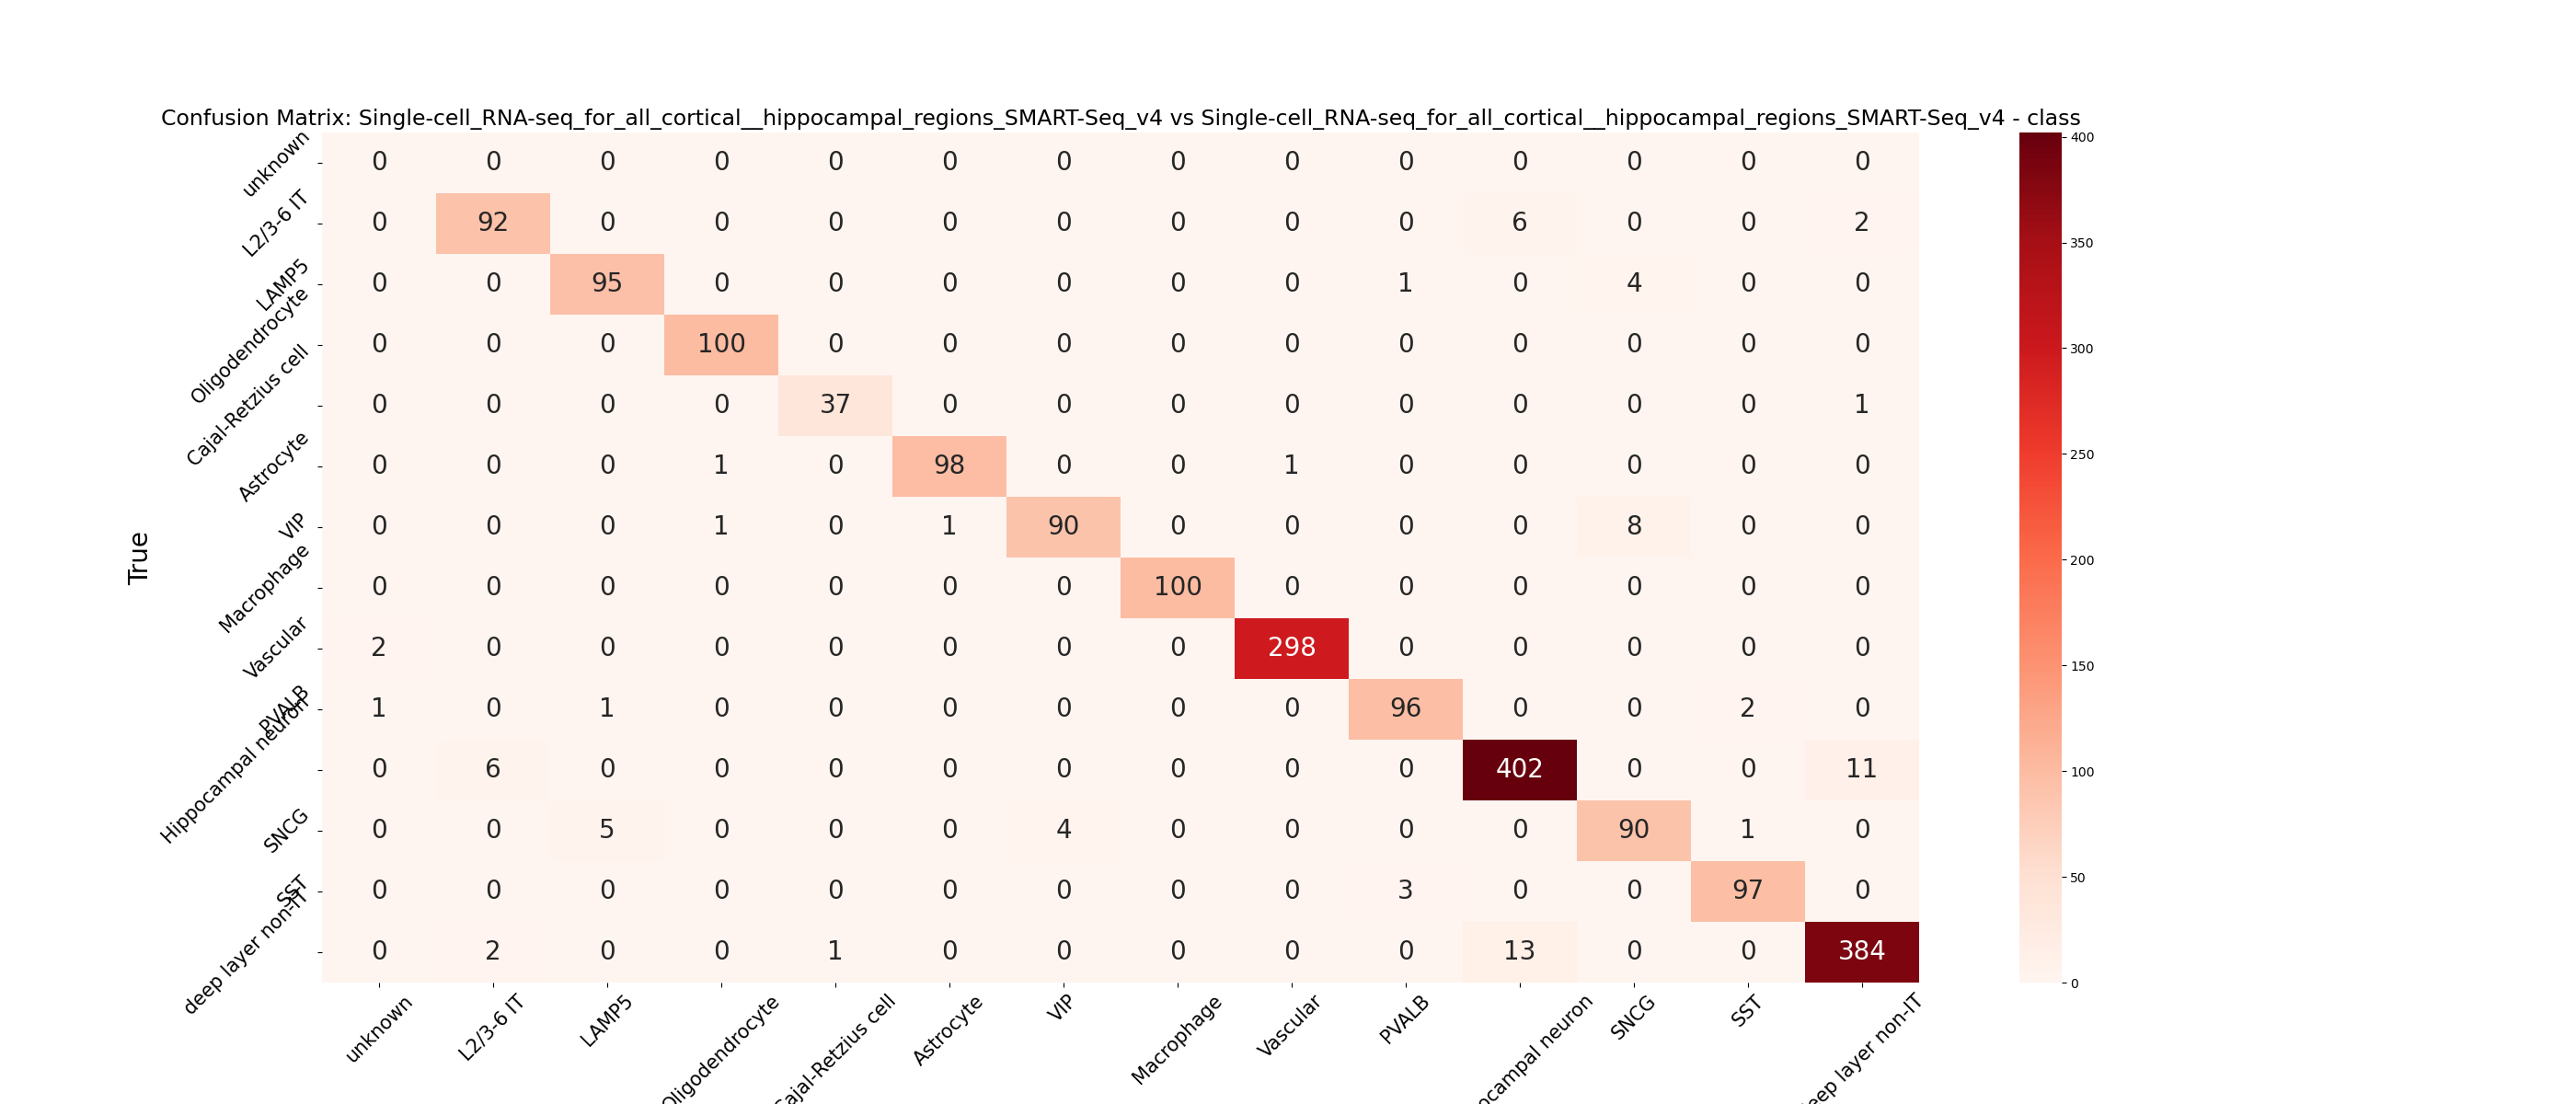 Confusion Matrix: Single-cell_RNA-seq_for_all_cortical__hippocampal_regions_SMART-Seq_v4 vs Single-cell_RNA-seq_for_all_cortical__hippocampal_regions_SMART-Seq_v4 - class
unknown 0 0 0 0 0 0 0 0 0 0 0 0 0 0
L2/3-6 IT 0 92 0 0 0 0 0 0 0 0 6 0 0 2
LAMP5 0 0 95 0 0 0 0 0 0 1 0 4 0 0
Oligodendrocyte 0 0 0 100 0 0 0 0 0 0 0 0 0 0
Cajal-Retzius cell 0 0 0 0 37 0 0 0 0 0 0 0 0 1
Astrocyte 0 0 0 1 0 98 0 0 1 0 0 0 0 0
VIP 0 0 0 1 0 1 90 0 0 0 0 8 0 0
Macrophage 0 0 0 0 0 0 0 100 0 0 0 0 0 0
Vascular 2 0 0 0 0 0 0 0 298 0 0 0 0 0
PVALB 1 0 1 0 0 0 0 0 0 96 0 0 2 0
Hippocampal neuron 0 6 0 0 0 0 0 0 0 0 402 0 0 11
SNCG 0 0 5 0 0 0 4 0 0 0 0 90 1 0
SST 0 0 0 0 0 0 0 0 0 3 0 0 97 0
deep layer non-IT 0 2 0 0 1 0 0 0 0 0 13 0 0 384
True
unknown L2/3-6 IT LAMP5 Oligodendrocyte Cajal-Retzius cell Astrocyte VIP Macrophage Vascular PVALB ocampal neuron SNCG SST eep layer non-IT
400
350
300
250
200
150
100
50
0